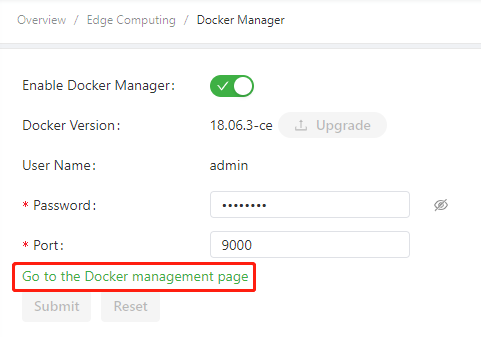 Overview / Edge Computing / Docker Manager
Enable Docker Manager:
Docker Version: 18.06.3-ce Upgrade
User Name: admin
* Password: ••••••••
* Port: 9000
Go to the Docker management page
Submit Reset